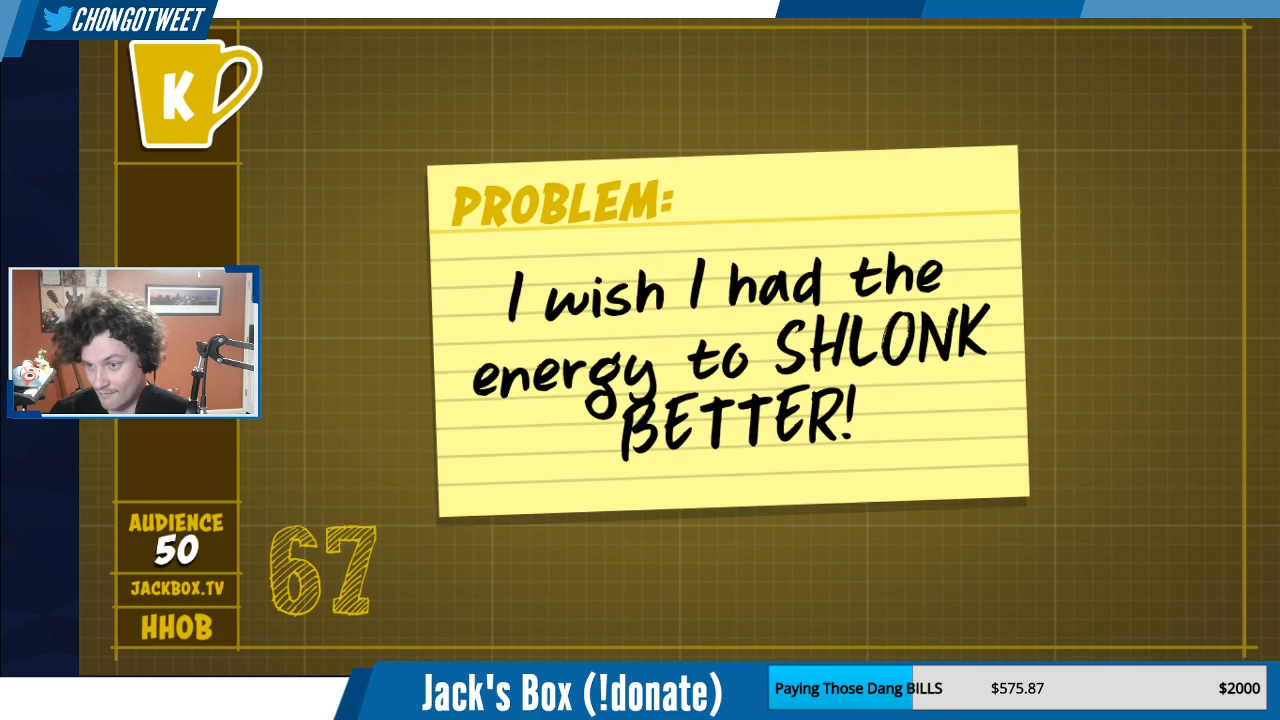 CHONGOTWEET
K
PROBLEM:
I wish I had the
energy to SHLONK
BETTER!
AUDIENCE
50
JACKBOX.TV
HHOB
67
Jack's Box (!donate)
Paying Those Dang BILLS $575.87 $2000